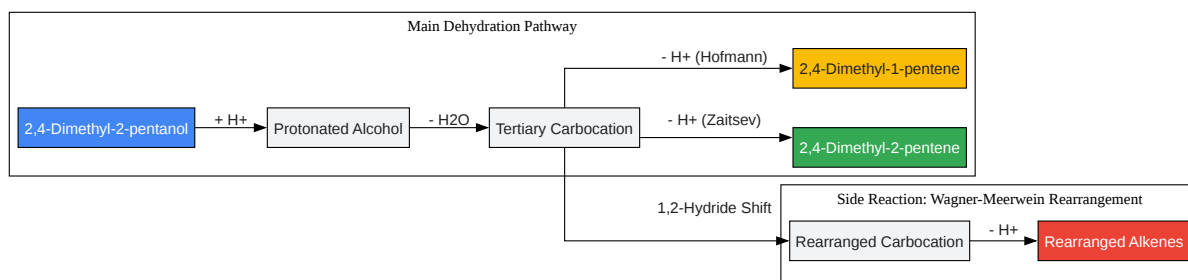 Main Dehydration Pathway
- H+ (Hofmann)
2,4-Dimethyl-1-pentene
2,4-Dimethyl-2-pentanol
+ H+
Protonated Alcohol
- H2O
Tertiary Carbocation
- H+ (Zaitsev)
2,4-Dimethyl-2-pentene
Side Reaction: Wagner-Meerwein Rearrangement
1,2-Hydride Shift
Rearranged Carbocation
- H+
Rearranged Alkenes